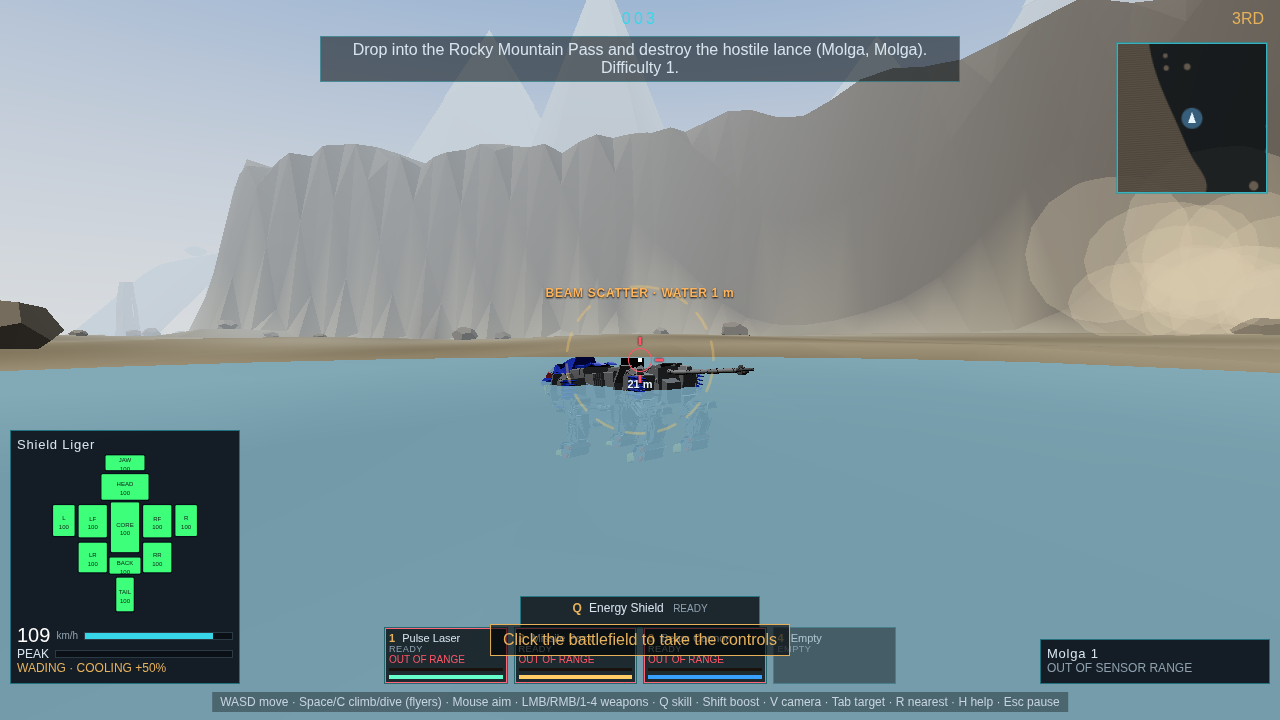 003
3RD
Drop into the Rocky Mountain Pass and destroy the hostile lance (Molga, Molga).
Difficulty 1.
BEAM SCATTER · WATER 1 m
!
21 m
Shield Liger
JAW
100
HEAD
100
L
100
LF
100
CORE
100
RF
100
R
100
LR
100
BACK
100
RR
100
TAIL
100
109 km/h
PEAK
WADING · COOLING +50%
Q Energy Shield READY
Click the battlefield to take the controls
1 Pulse Laser
READY
OUT OF RANGE
OUT OF RANGE
OUT OF RANGE
4 Empty
EMPTY
Molga 1
OUT OF SENSOR RANGE
WASD move · Space/C climb/dive (flyers) · Mouse aim · LMB/RMB/1-4 weapons · Q skill · Shift boost · V camera · Tab target · R nearest · H help · Esc pause